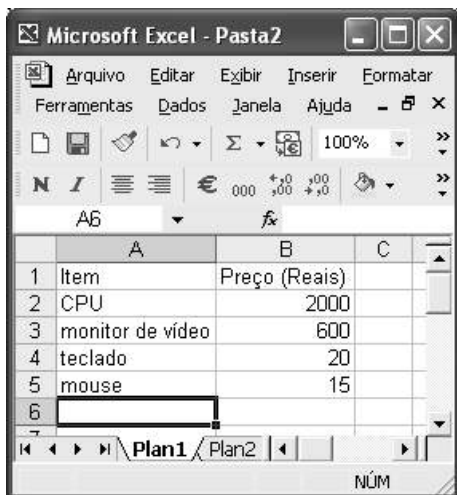 Microsoft Excel - Pasta2
Arquivo Editar Exibir Inserir Formatar
Ferramentas Dados Janela Ajuda
Σ € 100% »
N I € 000 ,00 ,00 »
A6 fx
A B C
1 Item Preço (Reais)
2 CPU 2000
3 monitor de vídeo 600
4 teclado 20
5 mouse 15
6
Plan1 Plan2
NÚM